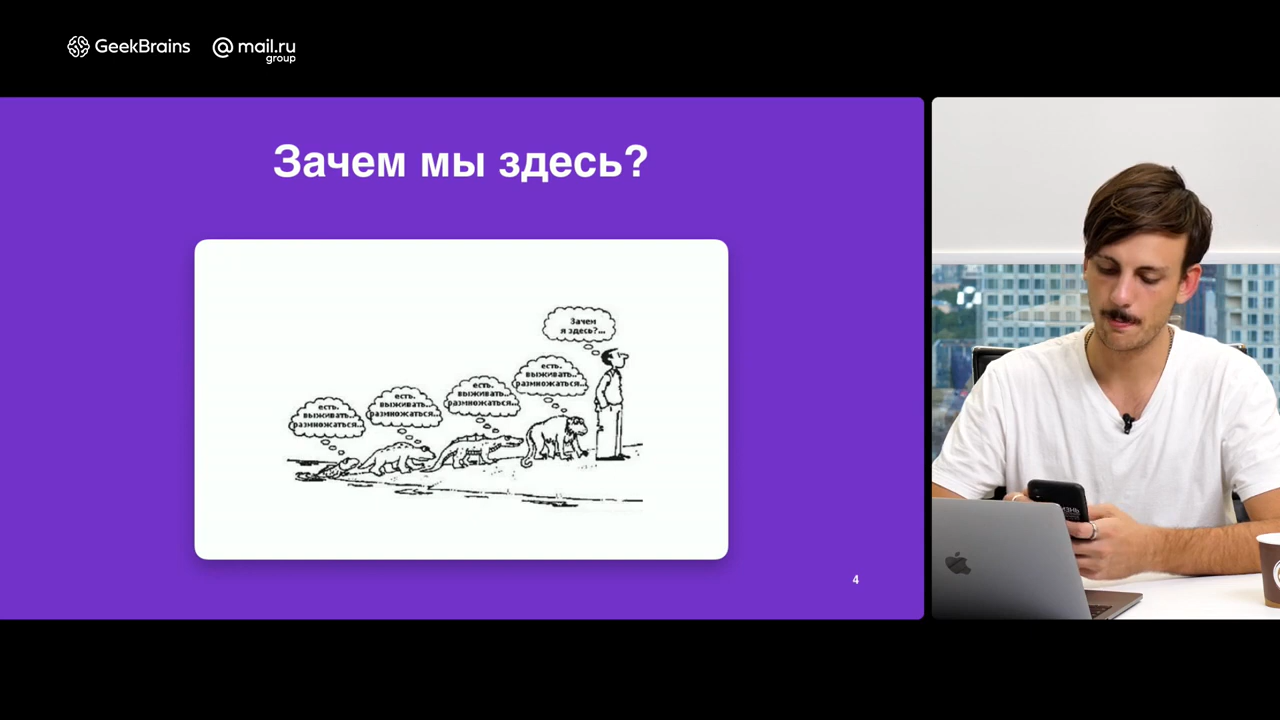 GeekBrains @mail.ru
group
Зачем мы здесь?
Зачем
я здесь?...
есть.
выживать..
размножаться...
есть.
выживать..
размножаться...
есть.
выживать..
размножаться...
есть.
выживать..
размножаться...
4